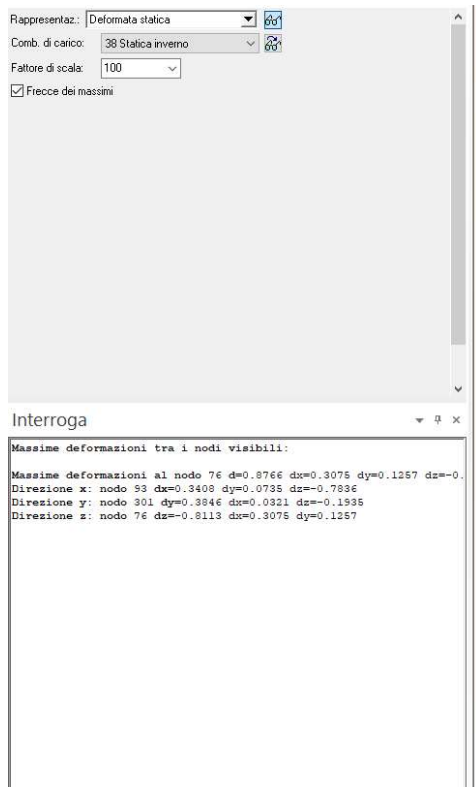 Rappresentaz.: Deformata statica
Comb. di carico: 38 Statica inverno
Fattore di scala: 100
Frecce dei massimi
Interroga
Massime deformazioni tra i nodi visibili:
Massime deformazioni al nodo 76 d=0.8766 dx=0.3075 dy=0.1257 dz=-0.
Direzione x: nodo 93 dx=0.3408 dy=0.0735 dz=-0.7836
Direzione y: nodo 301 dy=0.3846 dx=0.0321 dz=-0.1935
Direzione z: nodo 76 dz=-0.8113 dx=0.3075 dy=0.1257